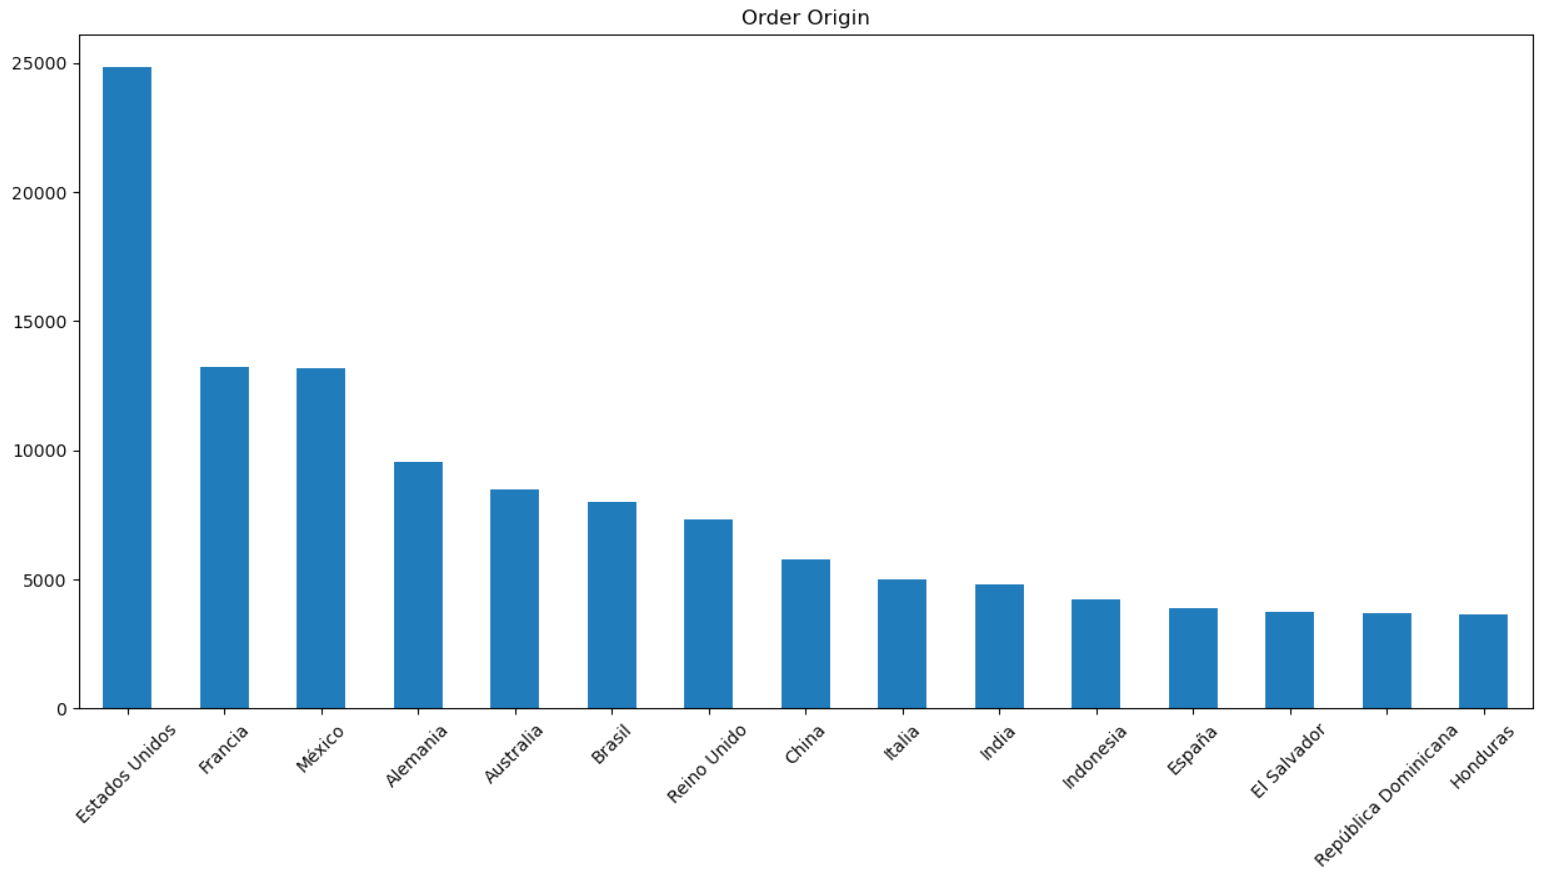 Order Origin
25000
20000
15000
10000
5000
0
Estados Unidos
Francia
México
Alemania
Australia
Brasil
Reino Unido
China
Italia
India
Indonesia
España
El Salvador
República Dominicana
Honduras